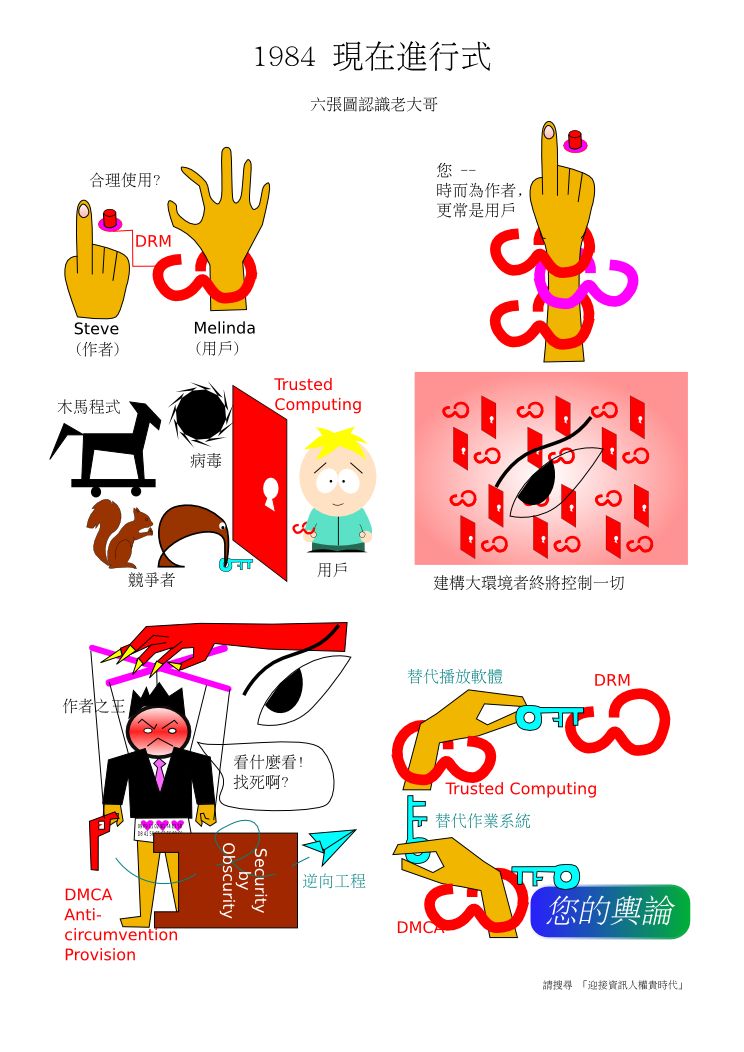 1984 現在進行式
六張圖認識老大哥
合理使用?
DRM
Steve
(作者)
Melinda
(用戶)
您 --
時而為作者,
更常是用戶
木馬程式
病毒
Trusted
Computing
競爭者
用戶
建構大環境者終將控制一切
作者之王
看什麼看!
找死啊?
Security
by
Obscurity
逆向工程
DMCA
Anti-
circumvention
Provision
替代播放軟體
DRM
Trusted Computing
替代作業系統
DMCA
您的輿論
請搜尋 「迎接資訊人權貴時代」